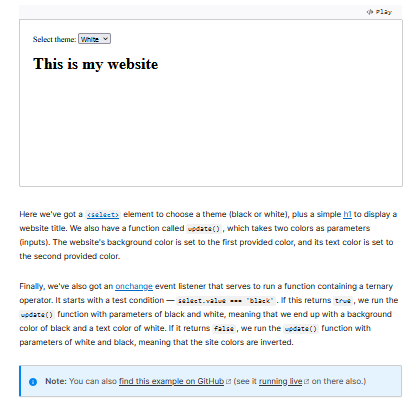 Play
Select theme: White
This is my website
Here we've got a <select> element to choose a theme (black or white), plus a simple h1 to display a
website title. We also have a function called update(), which takes two colors as parameters
(inputs). The website's background color is set to the first provided color, and its text color is set to
the second provided color.
Finally, we've also got an onchange event listener that serves to run a function containing a ternary
operator. It starts with a test condition — select.value === 'black'. If this returns true, we run the
update() function with parameters of black and white, meaning that we end up with a background
color of black and a text color of white. If it returns false, we run the update() function with
parameters of white and black, meaning that the site colors are inverted.
Note: You can also find this example on GitHub (see it running live on there also.)